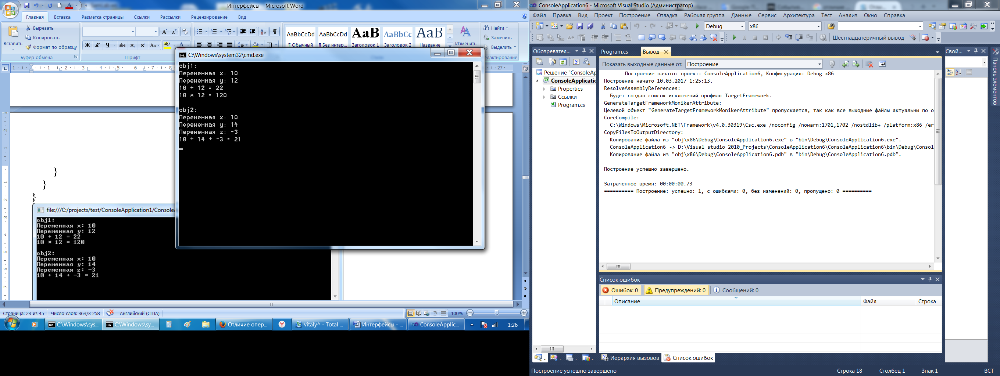 Интерфейсы - Microsoft Word
Главная Вставка Разметка страницы Ссылки Рассылки Рецензирование Вид
Вставить
Вырезать
Копировать
Формат по образцу
Буфер обмена
Шрифт
AaBbCcDd AaBbCcDd AaB AaBbCc AaB
¶ Обычный ¶ Без интер... Заголовок 1 Заголовок 2 Название
Изменить
Найти
Заменить
Выделить
едактирование
C:\Windows\system32\cmd.exe
obj1:
Переменная x: 10
Переменная y: 12
10 + 12 = 22
10 * 12 = 120
obj2:
Переменная x: 10
Переменная y: 14
Переменная z: -3
10 + 14 + -3 = 21
}
}
}
file:///C:/projects/test/ConsoleApplication1/Console
obj1:
Переменная x: 10
Переменная y: 12
10 + 12 = 22
10 * 12 = 120
obj2:
Переменная x: 10
Переменная y: 14
Переменная z: -3
10 + 14 + -3 = 21
Страница: 23 из 45 Число слов: 363/3 258 Английский (США) 100%
C:\Windows\sys... C:\Windows\sy... Отличие опер... vitaly^ - Total ... Интерфейсы - ... ConsoleApplic... 1:26
ConsoleApplication6 - Microsoft Visual Studio (Администратор)
Файл Правка Вид Проект Построение Отладка Рабочая группа Данные Сервис Архитектура Тест Анализ Окно Справка
Debug x86
Шестнадцатеричный вывод
Обозревател...
Решение "ConsoleAp
ConsoleApplicatio
Properties
Ссылки
Program.cs
Program.cs Вывод
Показать выходные данные от: Построение
------ Построение начато: проект: ConsoleApplication6, Конфигурация: Debug x86 ------
Построение начато 10.03.2017 1:25:13.
ResolveAssemblyReferences:
Будет создан список исключений профиля TargetFramework.
GenerateTargetFrameworkMonikerAttribute:
Целевой объект "GenerateTargetFrameworkMonikerAttribute" пропускается, так как все выходные файлы актуальны по о
CoreCompile:
C:\Windows\Microsoft.NET\Framework\v4.0.30319\Csc.exe /noconfig /nowarn:1701,1702 /nostdlib+ /platform:x86 /er
CopyFilesToOutputDirectory:
Копирование файла из "obj\x86\Debug\ConsoleApplication6.exe" в "bin\Debug\ConsoleApplication6.exe".
ConsoleApplication6 -> D:\Visual studio 2010_Projects\ConsoleApplication6\ConsoleApplication6\bin\Debug\Consol
Копирование файла из "obj\x86\Debug\ConsoleApplication6.pdb" в "bin\Debug\ConsoleApplication6.pdb".
Построение успешно завершено.
Затраченное время: 00:00:00.73
========== Построение: успешно: 1, с ошибками: 0, без изменений: 0, пропущено: 0 ==========
Список ошибок
Ошибок: 0 Предупреждений: 0 Сообщений: 0
Описание Файл Строка
Иерархия вызовов Список ошибок
Свой...
Панель элементов
Построение успешно завершено Строка 18 Столбец 1 Знак 1 ВСТ